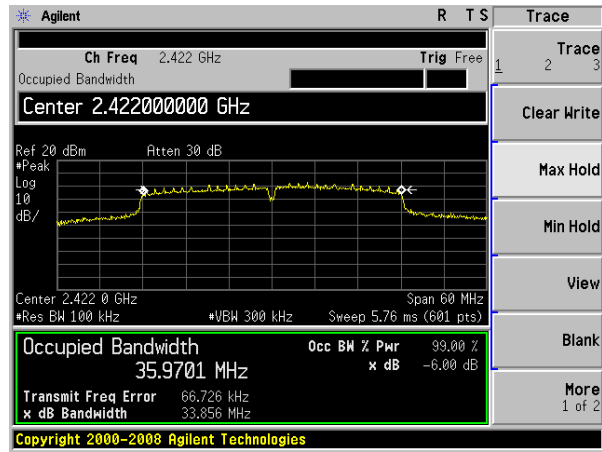 Agilent R T S Trace
Ch Freq 2.422 GHz Trig Free
Occupied Bandwidth
Trace
1 2 3
Center 2.422000000 GHz
Clear Write
Ref 20 dBm Atten 30 dB
#Peak
Log
10
dB/
Max Hold
Min Hold
View
Center 2.422 0 GHz Span 60 MHz
#Res BW 100 kHz #VBW 300 kHz Sweep 5.76 ms (601 pts)
Blank
Occupied Bandwidth Occ BW % Pwr 99.00 %
35.9701 MHz x dB -6.00 dB
Transmit Freq Error 66.726 kHz
x dB Bandwidth 33.856 MHz
More
1 of 2
Copyright 2000-2008 Agilent Technologies